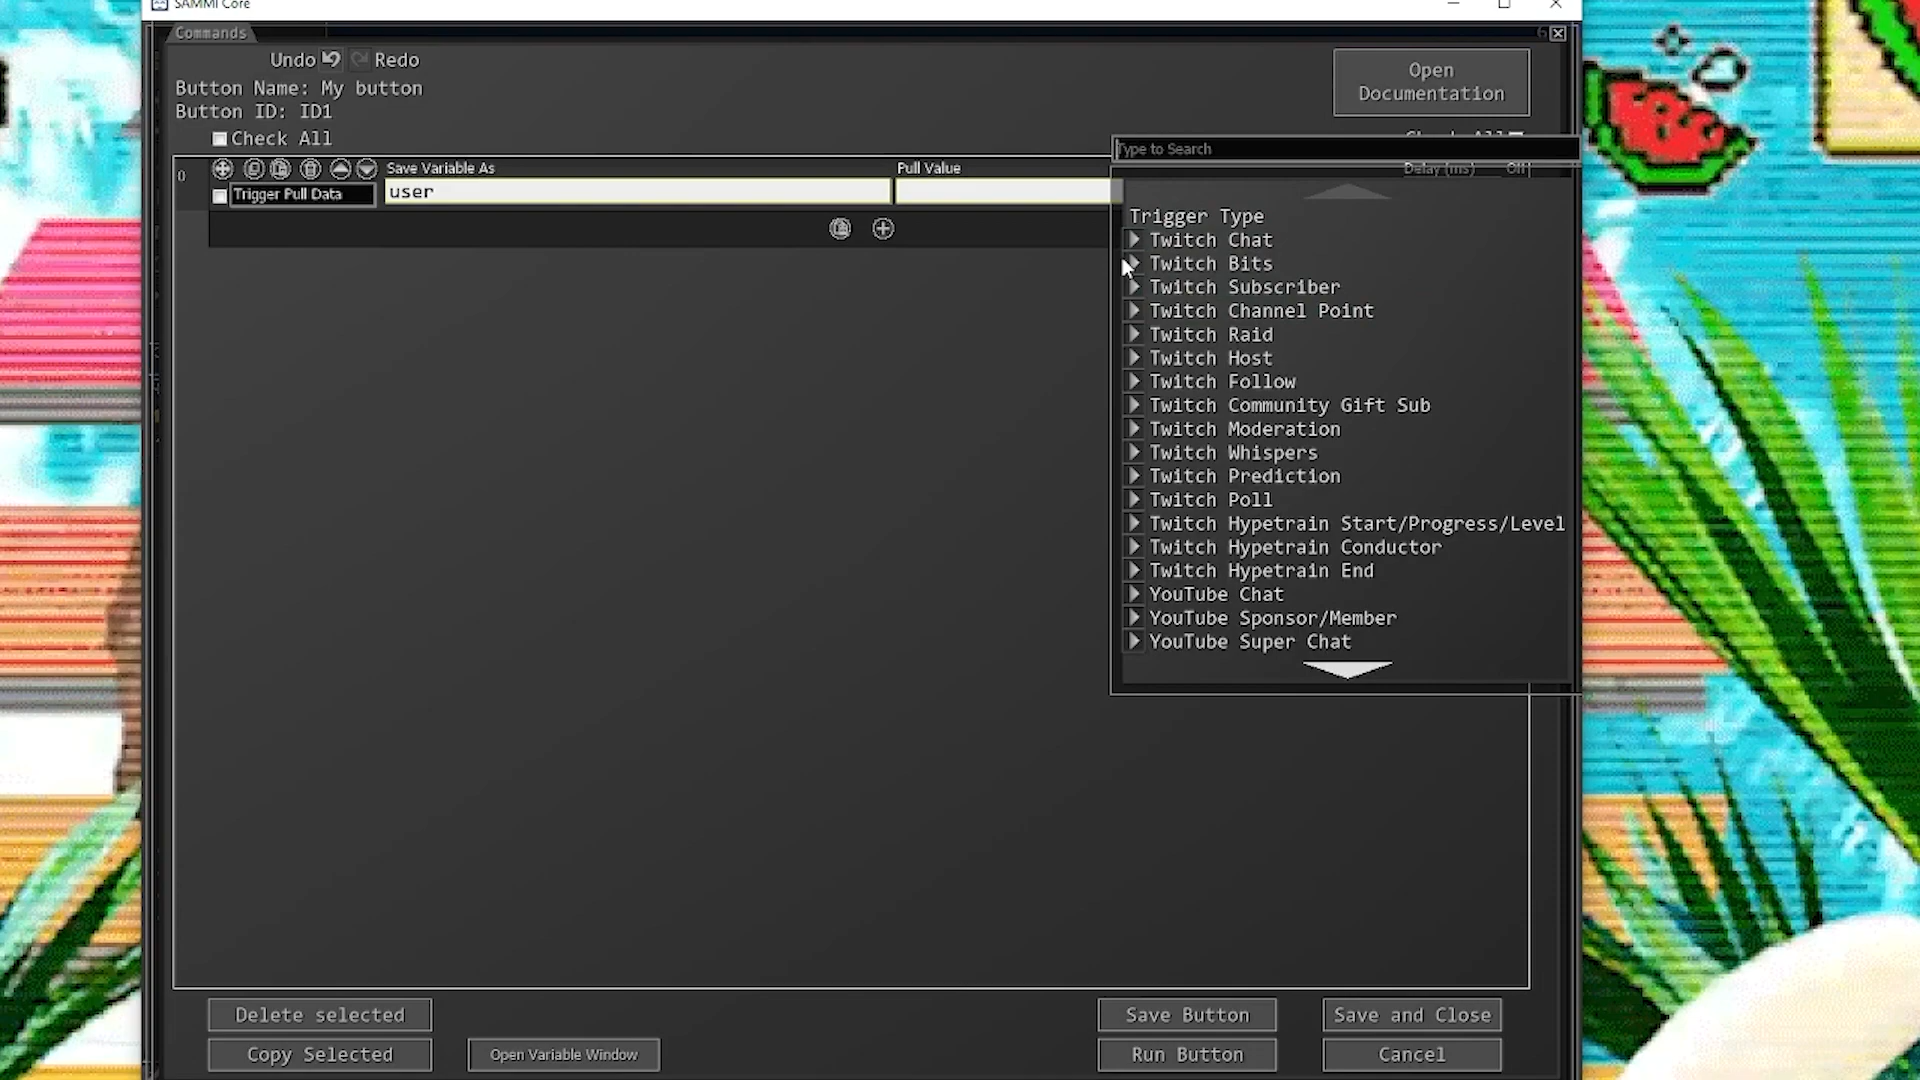 SAMMI Core
Commands
Undo Redo
Button Name: My button
Open
Documentation
Button ID: ID1
Check All
Check All
Type to Search
0
Save Variable As
Pull Value
Delay (ms)
Trigger Pull Data
user
Trigger Type
Twitch Chat
Twitch Bits
Twitch Subscriber
Twitch Channel Point
Twitch Raid
Twitch Host
Twitch Follow
Twitch Community Gift Sub
Twitch Moderation
Twitch Whispers
Twitch Prediction
Twitch Poll
Twitch Hypetrain Start/Progress/Level
Twitch Hypetrain Conductor
Twitch Hypetrain End
YouTube Chat
YouTube Sponsor/Member
YouTube Super Chat
Delete selected
Save Button
Save and Close
Copy Selected
Open Variable Window
Run Button
Cancel